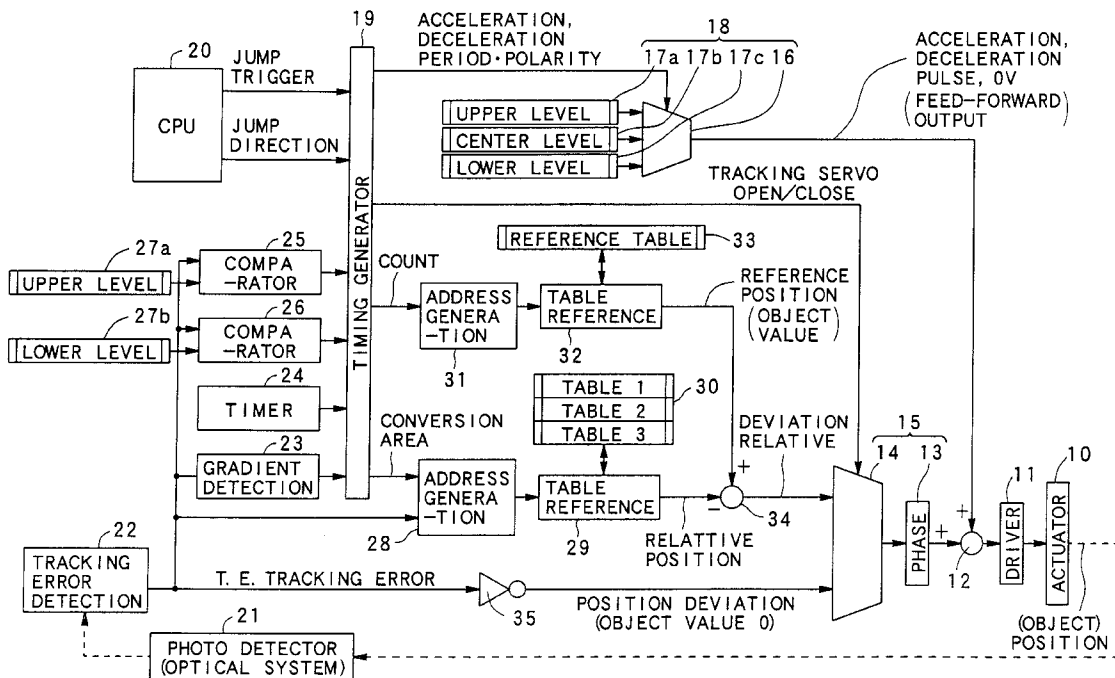 20
CPU
JUMP
TRIGGER
JUMP
DIRECTION
19
TIMING GENERATOR
ACCELERATION,
DECELERATION
PERIOD·POLARITY
18
17a 17b 17c 16
UPPER LEVEL
CENTER LEVEL
LOWER LEVEL
ACCELERATION,
DECELERATION
PULSE, 0V
(FEED-FORWARD
OUTPUT)
TRACKING SERVO
OPEN/CLOSE
27a
UPPER LEVEL
27b
LOWER LEVEL
25
COMPA
-RATOR
26
COMPA
-RATOR
24
TIMER
23
GRADIENT
DETECTION
COUNT
ADDRESS
GENERA
-TION
31
REFERENCE TABLE
33
TABLE
REFERENCE
32
REFERENCE
POSITION
(OBJECT
VALUE)
TABLE 1
TABLE 2
TABLE 3
30
CONVERSION
AREA
ADDRESS
GENERA
-TION
28
TABLE
REFERENCE
29
RELATTIVE
POSITION
DEVIATION
RELATIVE
+
−
34
15
14 13
PHASE
+
+
12
11
DRIVER
10
ACTUATOR
22
TRACKING
ERROR
DETECTION
T. E. TRACKING ERROR
35
POSITION DEVIATION
(OBJECT VALUE 0)
(OBJECT)
POSITION
21
PHOTO DETECTOR
(OPTICAL SYSTEM)